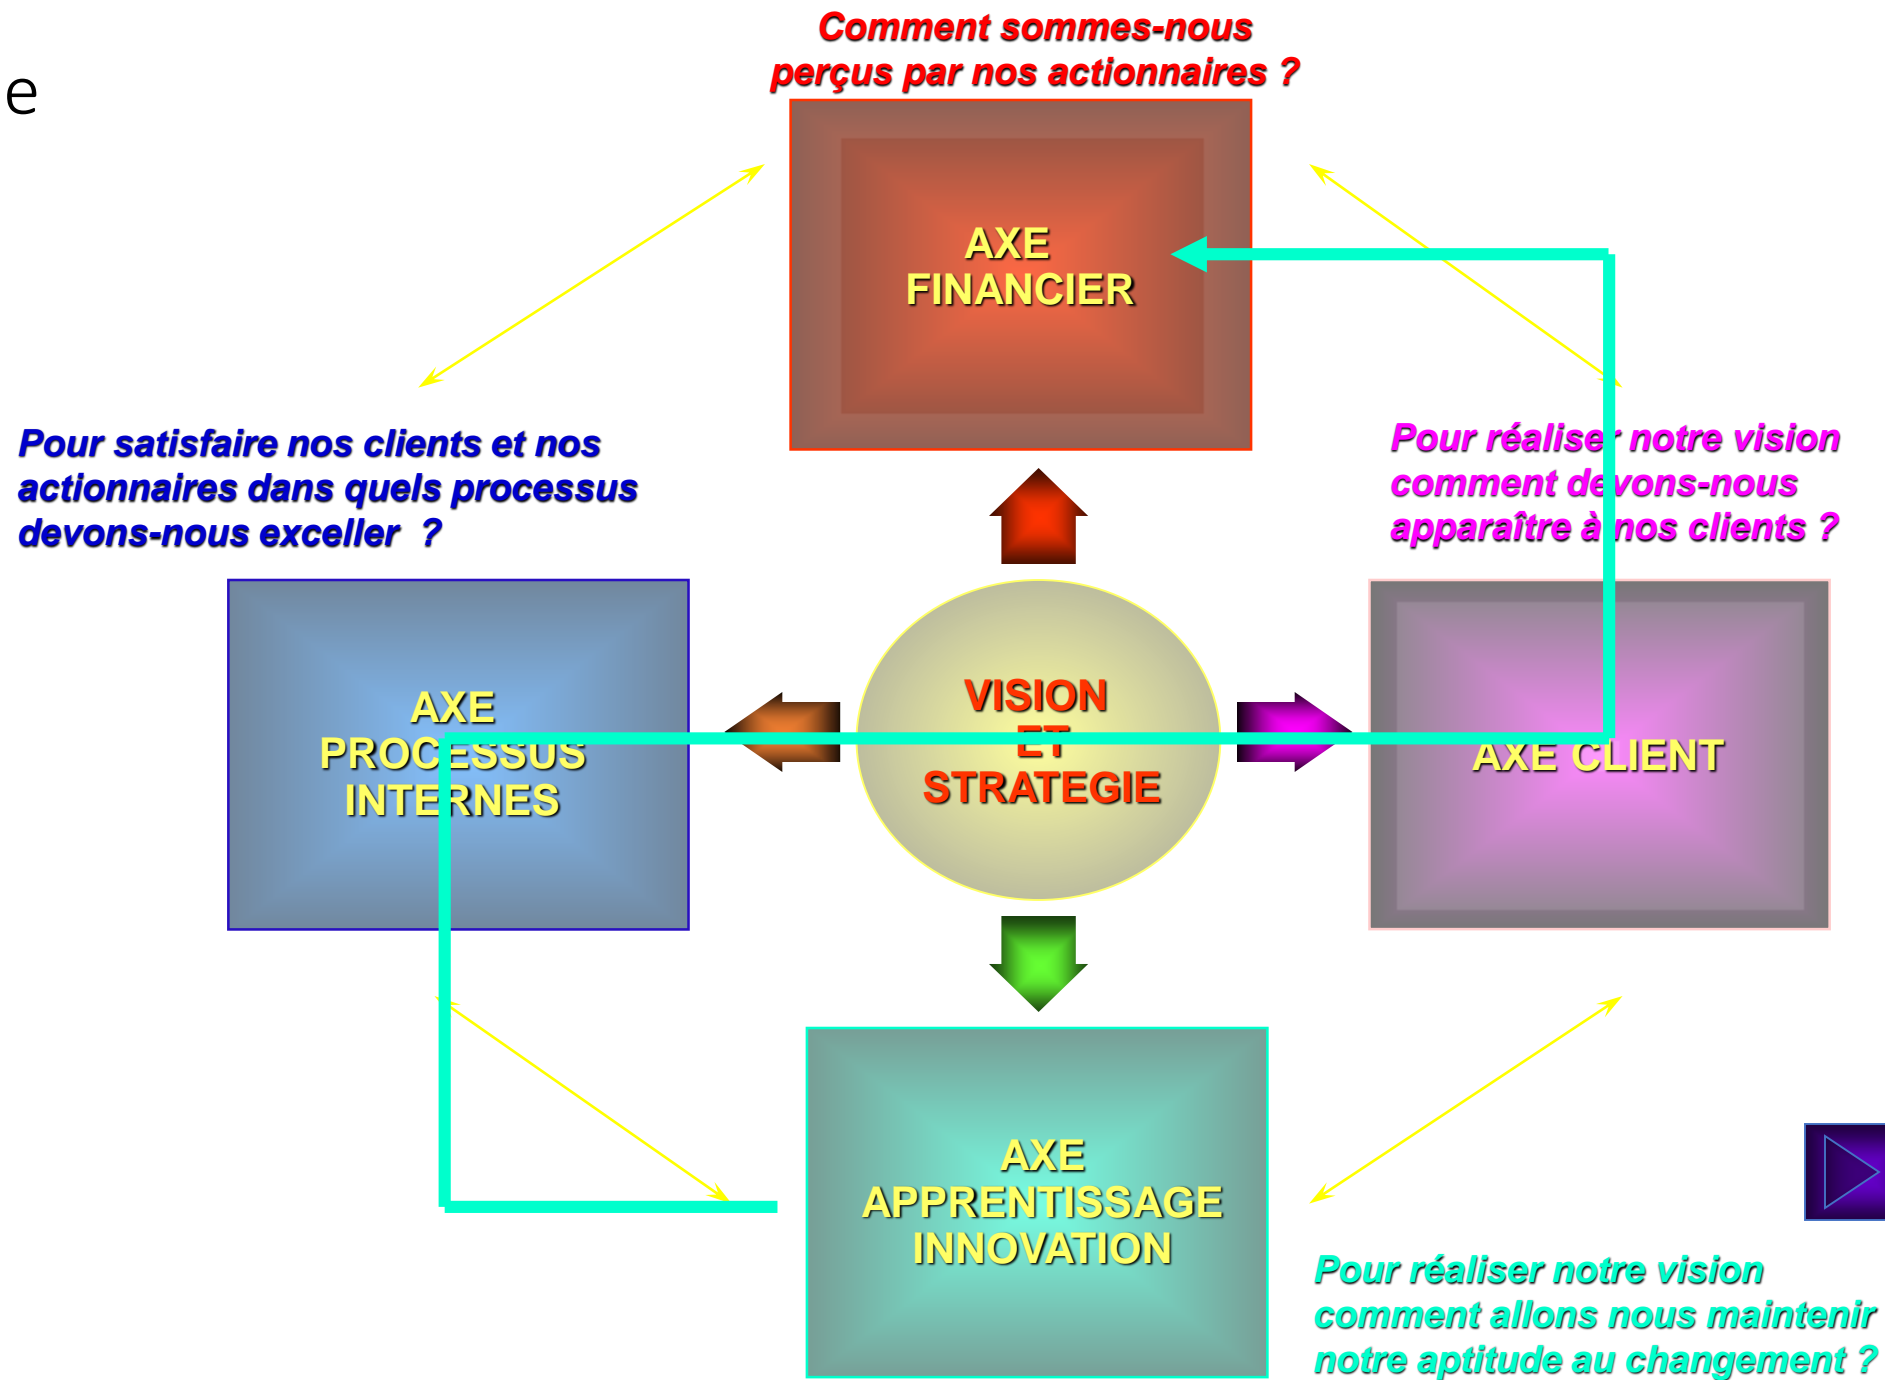 Comment sommes-nous
perçus par nos actionnaires ?
e
AXE
FINANCIER
Pour satisfaire nos clients et nos
actionnaires dans quels processus
devons-nous exceller ?
Pour réaliser notre vision
comment devons-nous
apparaître à nos clients ?
AXE
PROCESSUS
INTERNES
VISION
ET
STRATEGIE
AXE CLIENT
AXE
APPRENTISSAGE
INNOVATION
Pour réaliser notre vision
comment allons nous maintenir
notre aptitude au changement ?